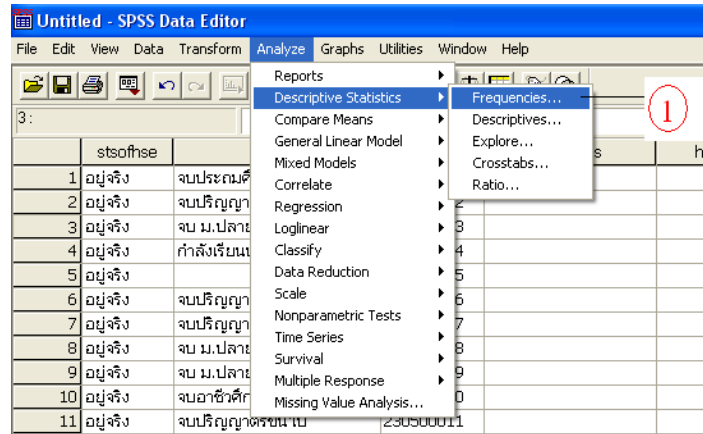 Untitled - SPSS Data Editor
File Edit View Data Transform Analyze Graphs Utilities Window Help
3:
Reports
Descriptive Statistics
Compare Means
General Linear Model
Mixed Models
Correlate
Regression
Loglinear
Classify
Data Reduction
Scale
Nonparametric Tests
Time Series
Survival
Multiple Response
Missing Value Analysis...
Frequencies...
Descriptives...
Explore...
Crosstabs...
Ratio...
1
stsofhse s h
1 อยู่จริง
2 อยู่จริง จบปริญญา 2
3 อยู่จริง จบ ม.ปลาย 3
4 อยู่จริง กำลังเรียน 4
5 อยู่จริง 5
6 อยู่จริง จบปริญญา 6
7 อยู่จริง จบปริญญา 7
8 อยู่จริง จบ ม.ปลาย 8
9 อยู่จริง จบ ม.ปลาย 9
10 อยู่จริง จบอาชีวศึก 0
11 อยู่จริง จบปริญญาตรีขึ้นไป 230500011